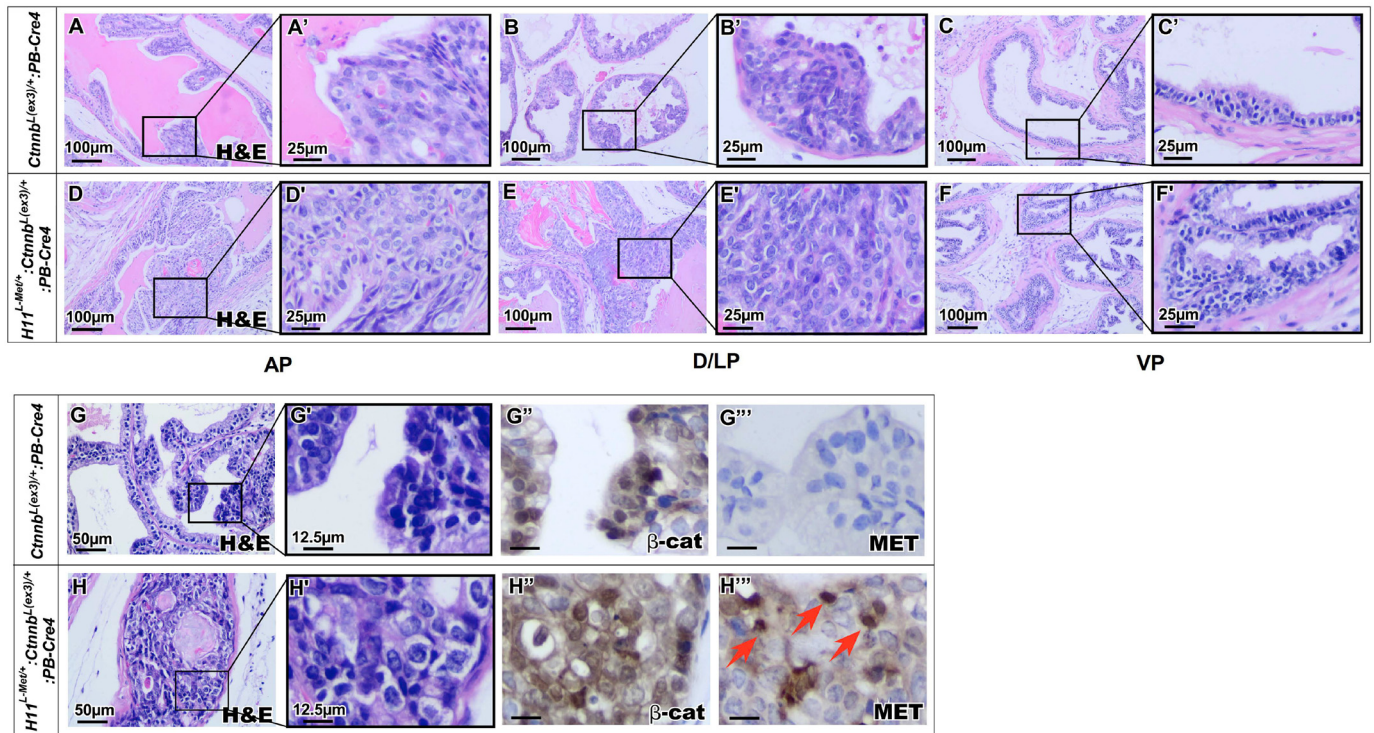 Ctnnb^L(ex3)/+:PB-Cre4
A
100µm
H&E
A’
25µm
B
100µm
B’
25µm
C
100µm
C’
25µm
H11^L-Met/+:Ctnnb^L(ex3)/+
:PB-Cre4
D
100µm
H&E
D’
25µm
E
100µm
E'
25µm
F
100µm
F’
25µm
AP
D/LP
VP
Ctnnb^L(ex3)/+:PB-Cre4
G
50µm
H&E
G'
12.5µm
G”
β-cat
G”’
MET
H11^L-Met/+:Ctnnb^L(ex3)/+
:PB-Cre4
H
50µm
H&E
H'
12.5µm
H”
β-cat
H”’
MET